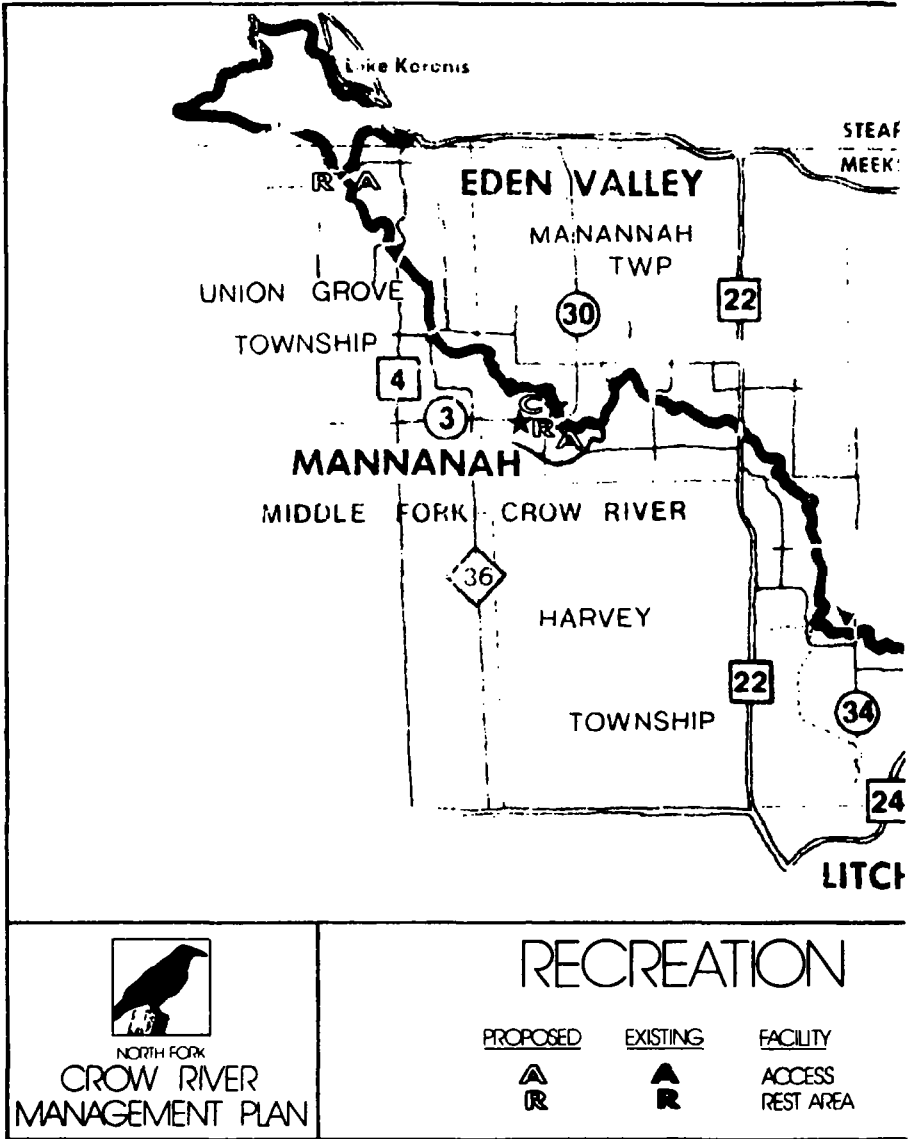 Lake Koronis
STEAR
MEEK
R A
EDEN VALLEY
MANANNAH
TWP
UNION GROVE
22
30
TOWNSHIP
4
3
C
R
A
MANNANAH
MIDDLE FORK CROW RIVER
36
HARVEY
22
34
TOWNSHIP
24
LITCH
RECREATION
NORTH FORK
CROW RIVER
MANAGEMENT PLAN
PROPOSED EXISTING FACILITY
A A ACCESS
R R REST AREA